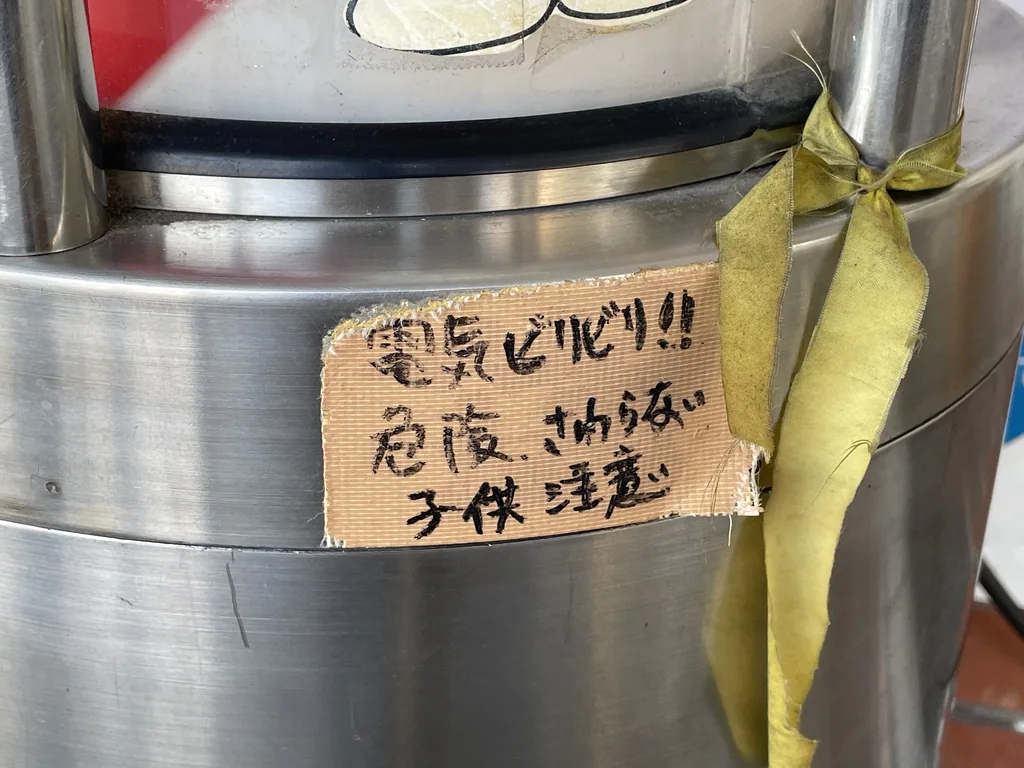 電気ビリビリ!!
危険、さわらない
子供 注意